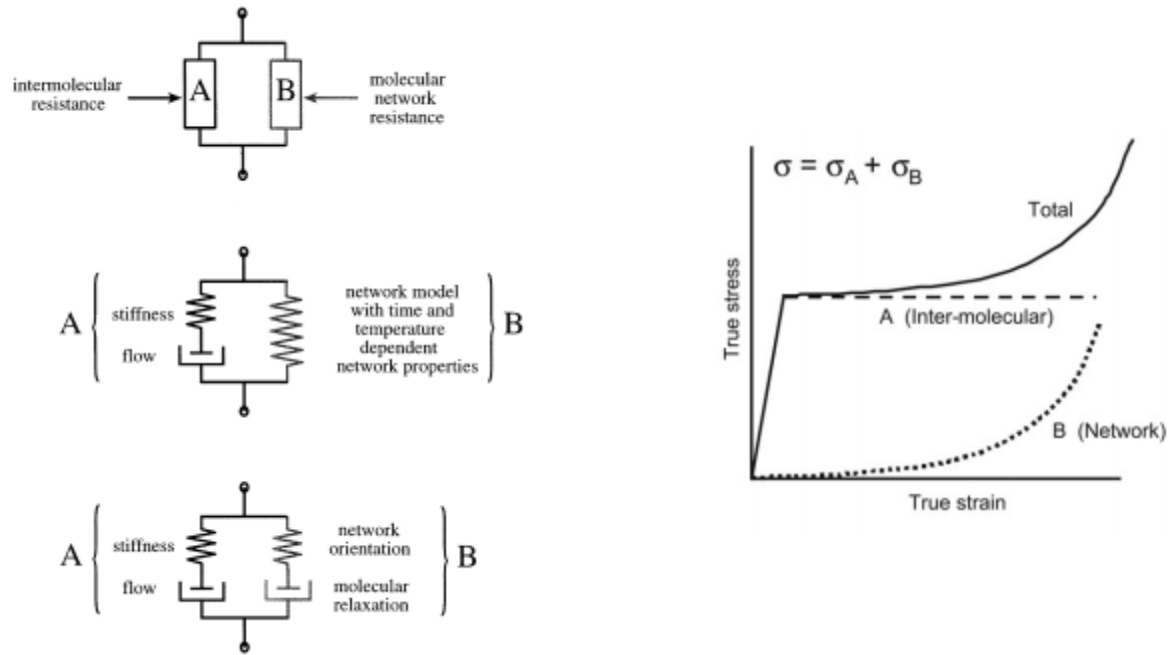 intermolecular
resistance
A
B
molecular
network
resistance
A
stiffness
flow
network model
with time and
temperature
dependent
network properties
B
A
stiffness
flow
network
orientation
molecular
relaxation
B
σ = σA + σB
Total
True stress
A (Inter-molecular)
B (Network)
True strain